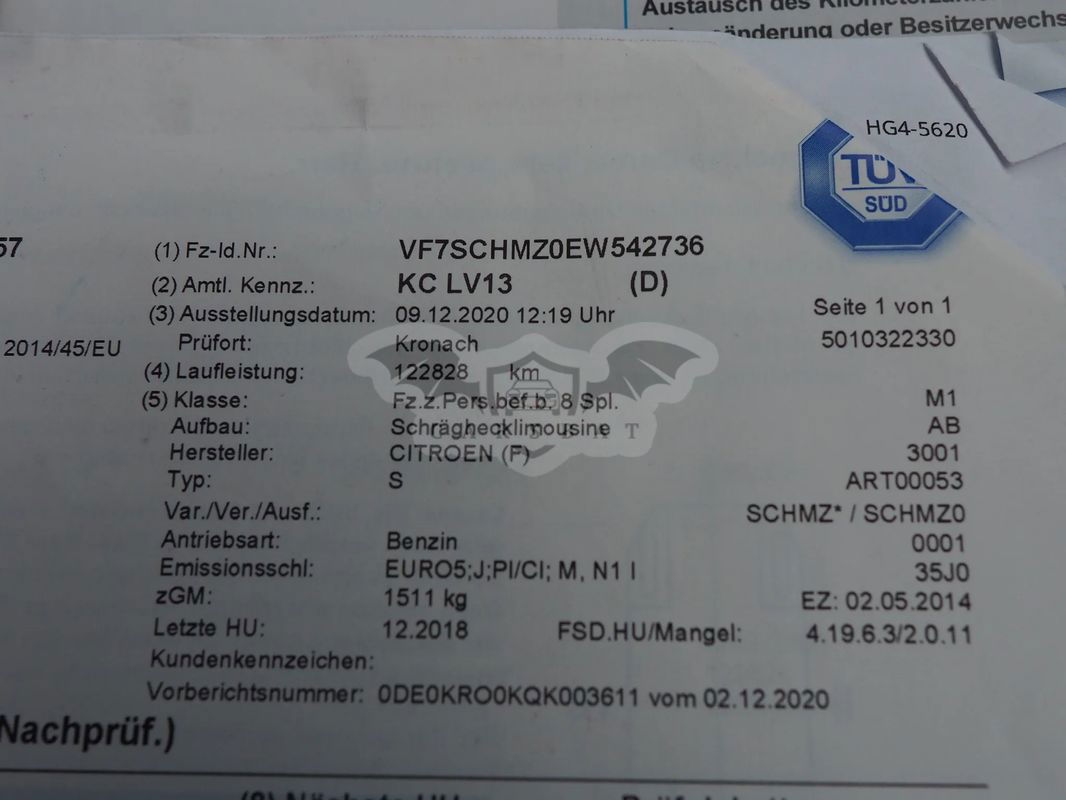 Austausch des
änderung oder Besitzerwechs
HG4-5620
TÜV
SÜD
57 (1) Fz-Id.Nr.: VF7SCHMZ0EW542736
(2) Amtl. Kennz.: KC LV13 (D)
(3) Ausstellungsdatum: 09.12.2020 12:19 Uhr Seite 1 von 1
2014/45/EU Prüfort: Kronach 5010322330
(4) Laufleistung: 122828 km
(5) Klasse: Fz.z.Pers.bef.b. 8 Spl. M1
Aufbau: Schräghecklimousine AB
CARSBAT
Hersteller: CITROEN (F) 3001
Typ: S ART00053
Var./Ver./Ausf.: SCHMZ* / SCHMZ0
Antriebsart: Benzin 0001
Emissionsschl: EURO5;J;PI/CI; M, N1 I 35J0
zGM: 1511 kg EZ: 02.05.2014
Letzte HU: 12.2018 FSD.HU/Mangel: 4.19.6.3/2.0.11
Kundenkennzeichen:
Vorberichtsnummer: 0DE0KRO0KQK003611 vom 02.12.2020
Nachprüf.)